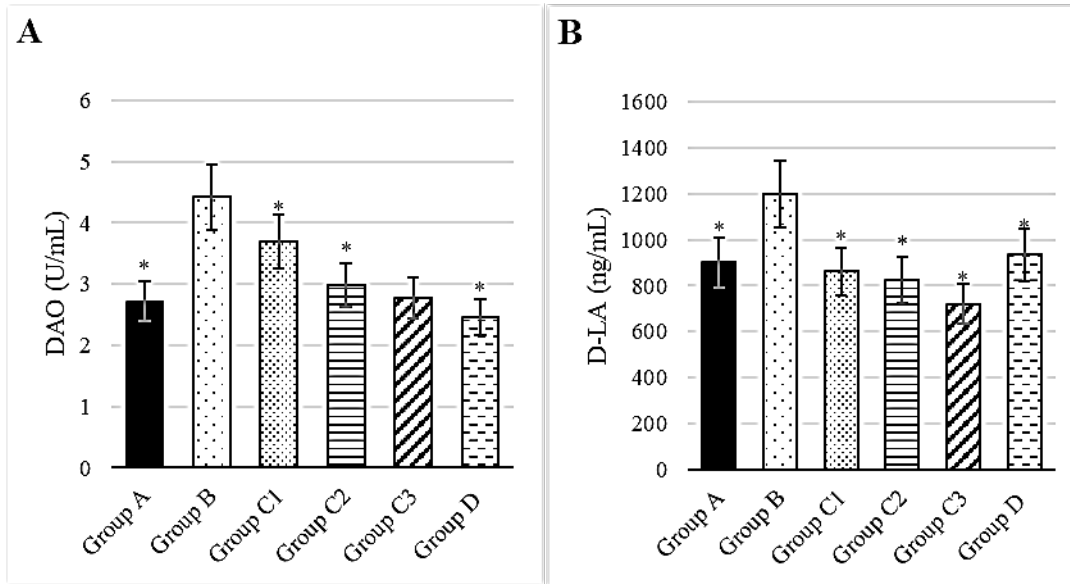 A
DAO (U/mL)
6
5
4
3
2
1
0
*
*
*
*
Group A
Group B
Group C1
Group C2
Group C3
Group D
B
D-LA (ng/mL)
1600
1400
1200
1000
800
600
400
200
0
*
*
*
*
*
Group A
Group B
Group C1
Group C2
Group C3
Group D